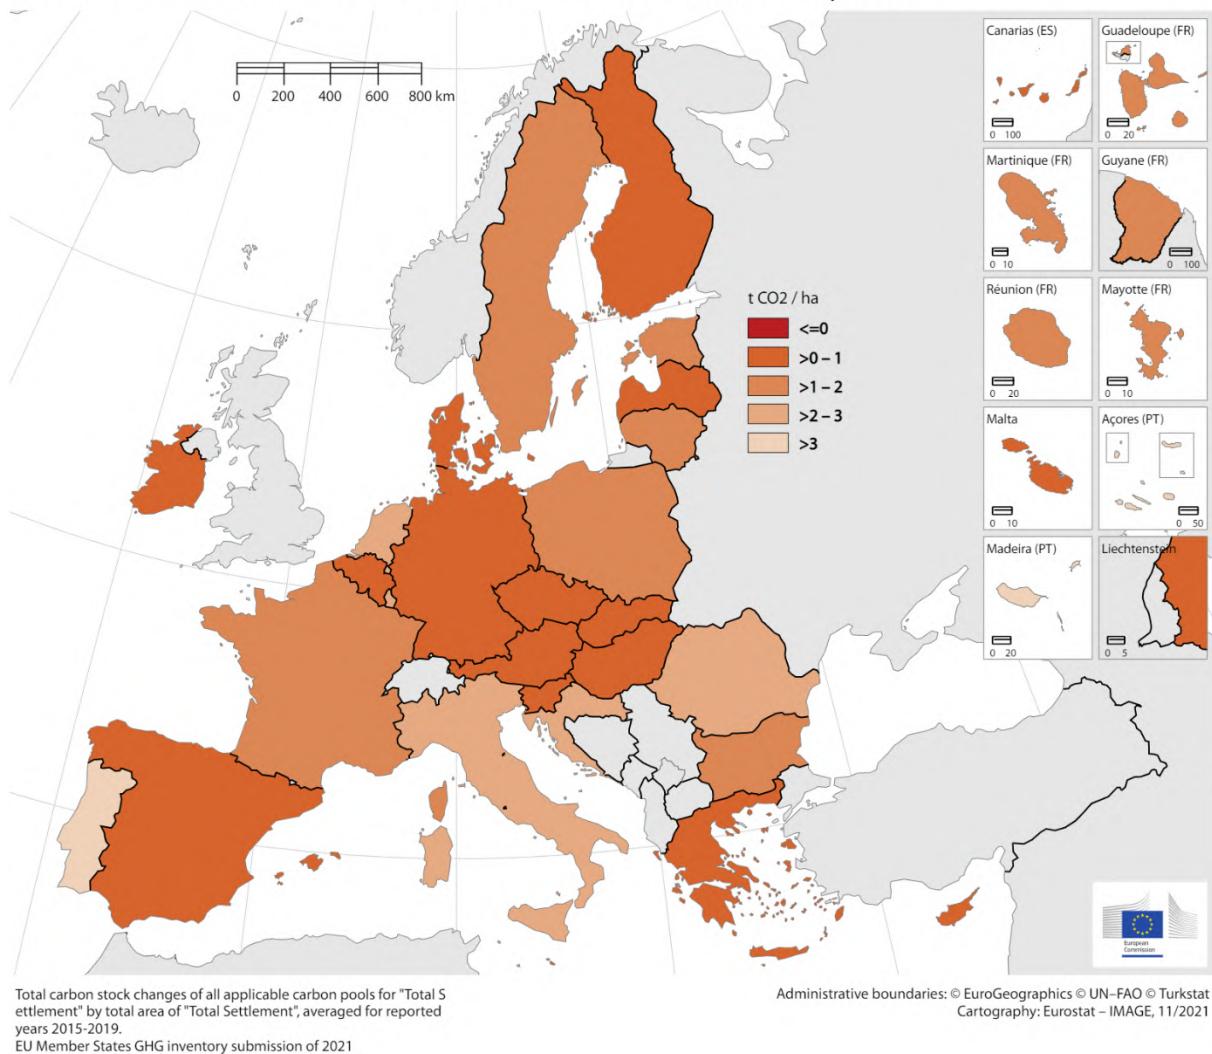 0 200 400 600 800 km
Canarias (ES)
0 100
Guadeloupe (FR)
0 20
Martinique (FR)
0 10
Guyane (FR)
0 100
Réunion (FR)
0 20
Mayotte (FR)
0 10
Malta
0 10
Açores (PT)
0 50
Madeira (PT)
0 20
Liechtenstein
0 5
t CO2 / ha
<=0
>0 – 1
>1 – 2
>2 – 3
>3
European
Commission
Total carbon stock changes of all applicable carbon pools for "Total S
ettlement" by total area of "Total Settlement", averaged for reported
years 2015-2019.
EU Member States GHG inventory submission of 2021
Administrative boundaries: © EuroGeographics © UN–FAO © Turkstat
Cartography: Eurostat – IMAGE, 11/2021